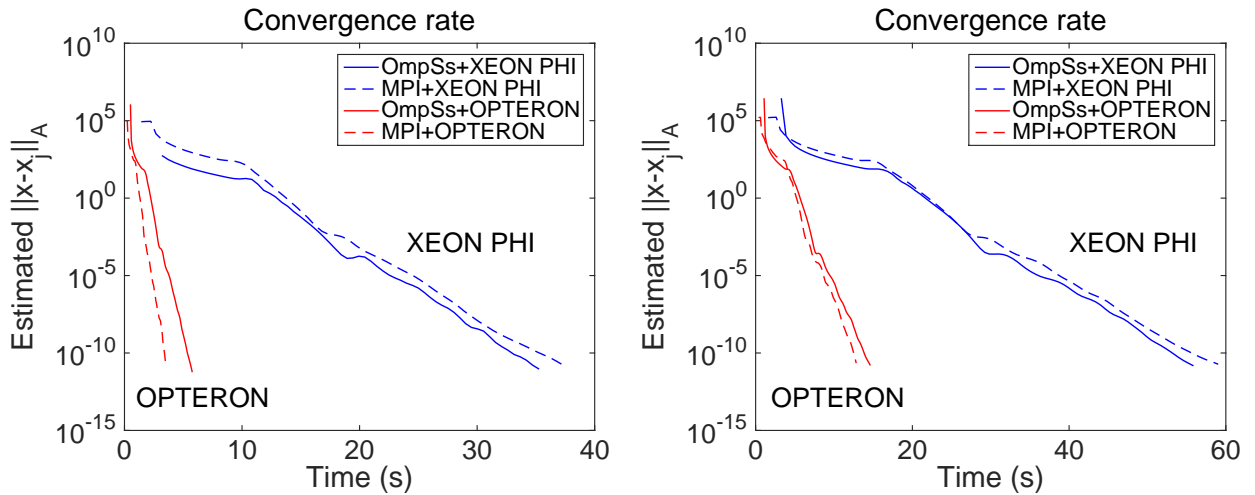 Convergence rate
Estimated ||x-x_j||_A
10^10
10^5
10^0
10^-5
10^-10
10^-15
OmpSs+XEON PHI
MPI+XEON PHI
OmpSs+OPTERON
MPI+OPTERON
XEON PHI
OPTERON
0 10 20 30 40
Time (s)
Convergence rate
Estimated ||x-x_j||_A
10^10
10^5
10^0
10^-5
10^-10
10^-15
OmpSs+XEON PHI
MPI+XEON PHI
OmpSs+OPTERON
MPI+OPTERON
XEON PHI
OPTERON
0 20 40 60
Time (s)